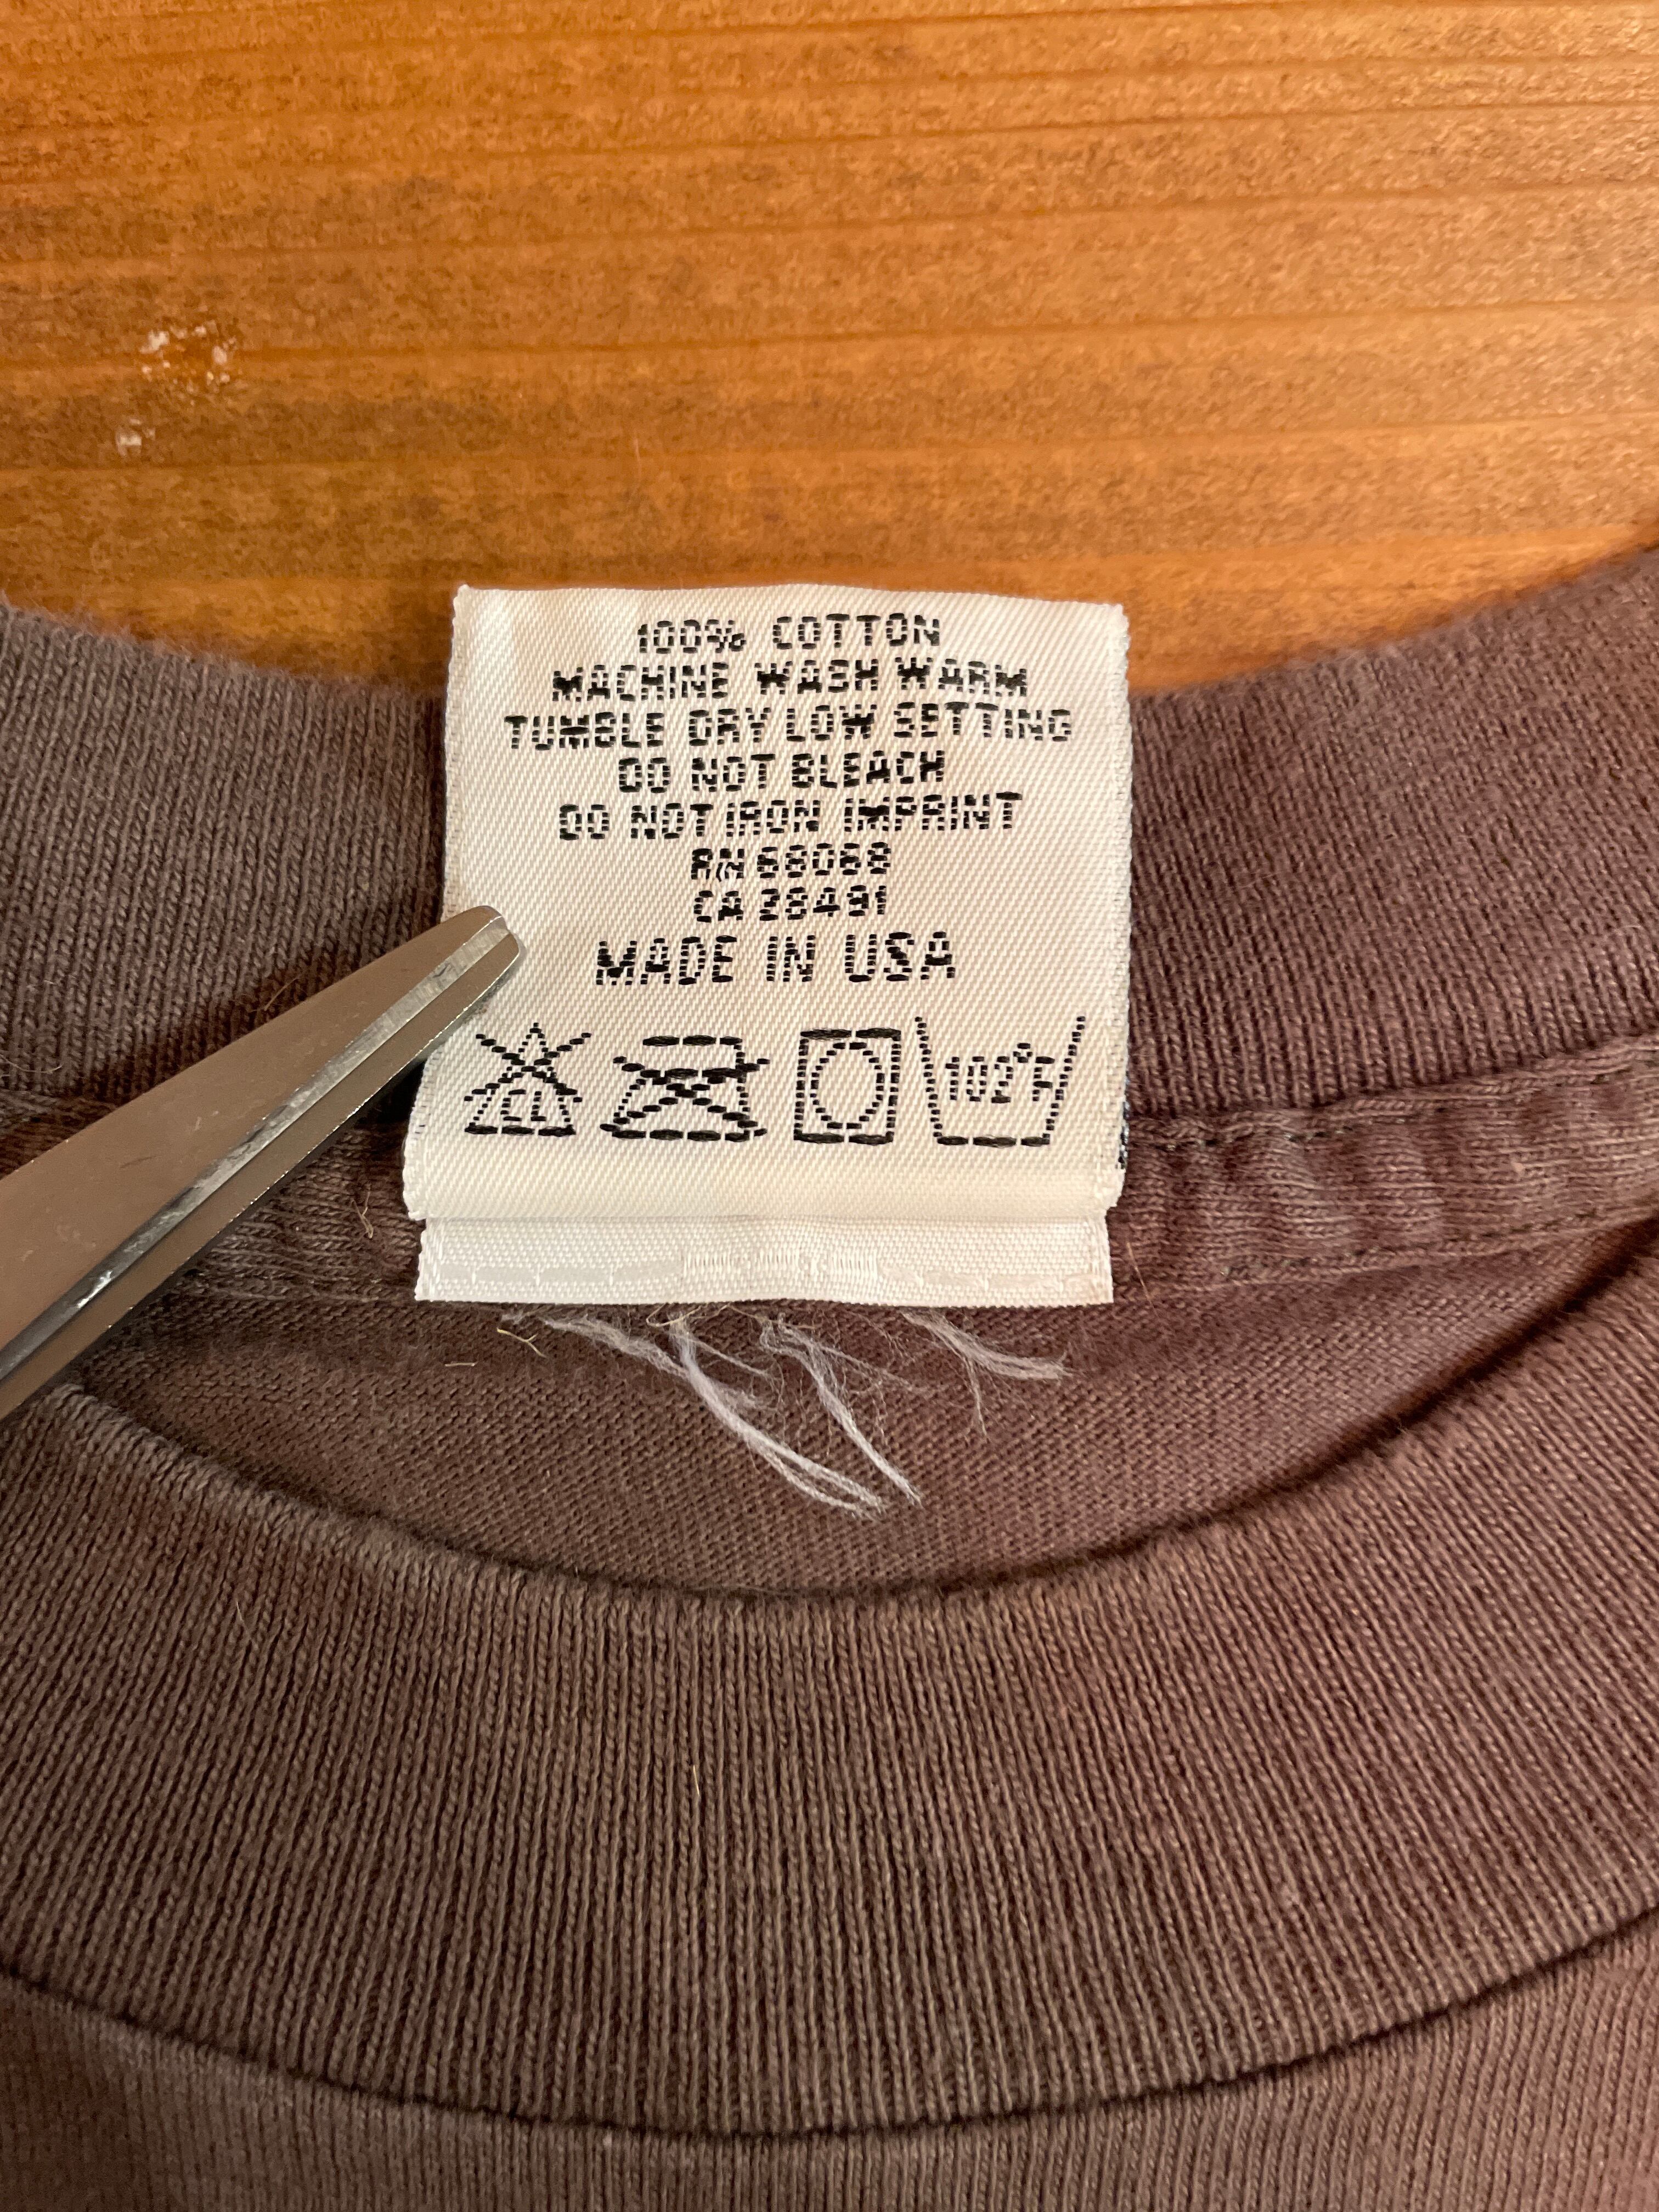 100% COTTON
MACHINE WASH WARM
TUMBLE DRY LOW SETTING
DO NOT BLEACH
DO NOT IRON IMPRINT
RN 68068
CA 28491
MADE IN USA
CL
102°F